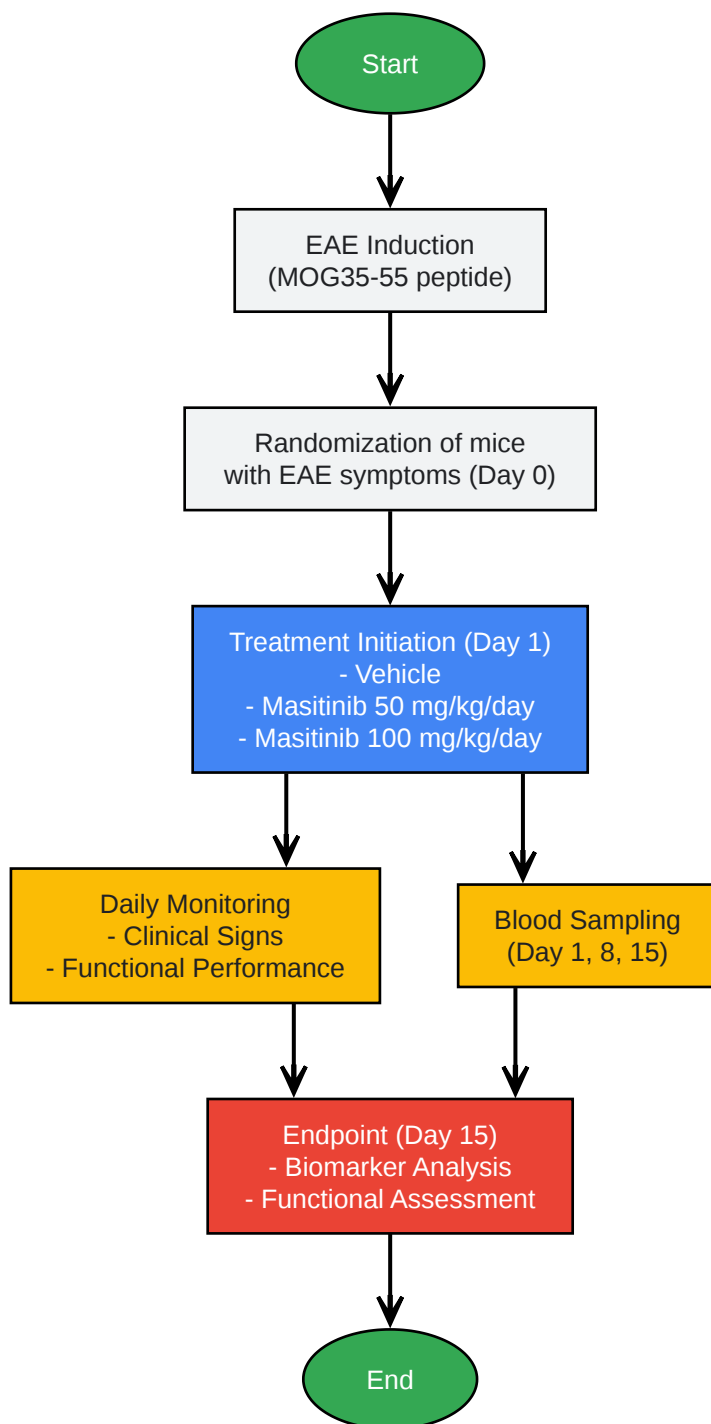 Start
EAE Induction
(MOG35-55 peptide)
Randomization of mice
with EAE symptoms (Day 0)
Treatment Initiation (Day 1)
- Vehicle
- Masitinib 50 mg/kg/day
- Masitinib 100 mg/kg/day
Daily Monitoring
- Clinical Signs
- Functional Performance
Blood Sampling
(Day 1, 8, 15)
Endpoint (Day 15)
- Biomarker Analysis
- Functional Assessment
End